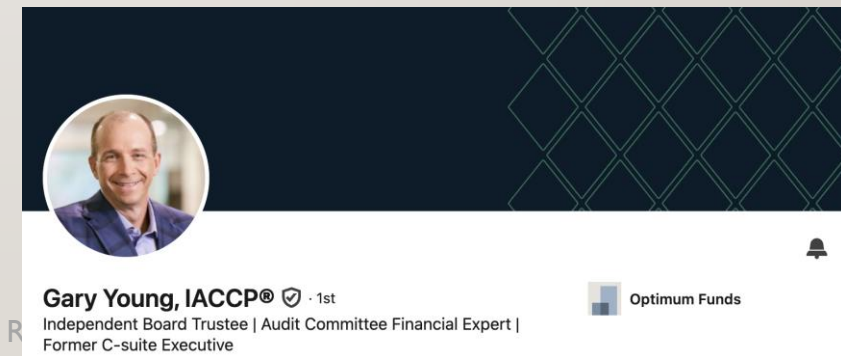 Gary Young, IACCP® · 1st
Optimum Funds
Independent Board Trustee | Audit Committee Financial Expert |
Former C-suite Executive
R